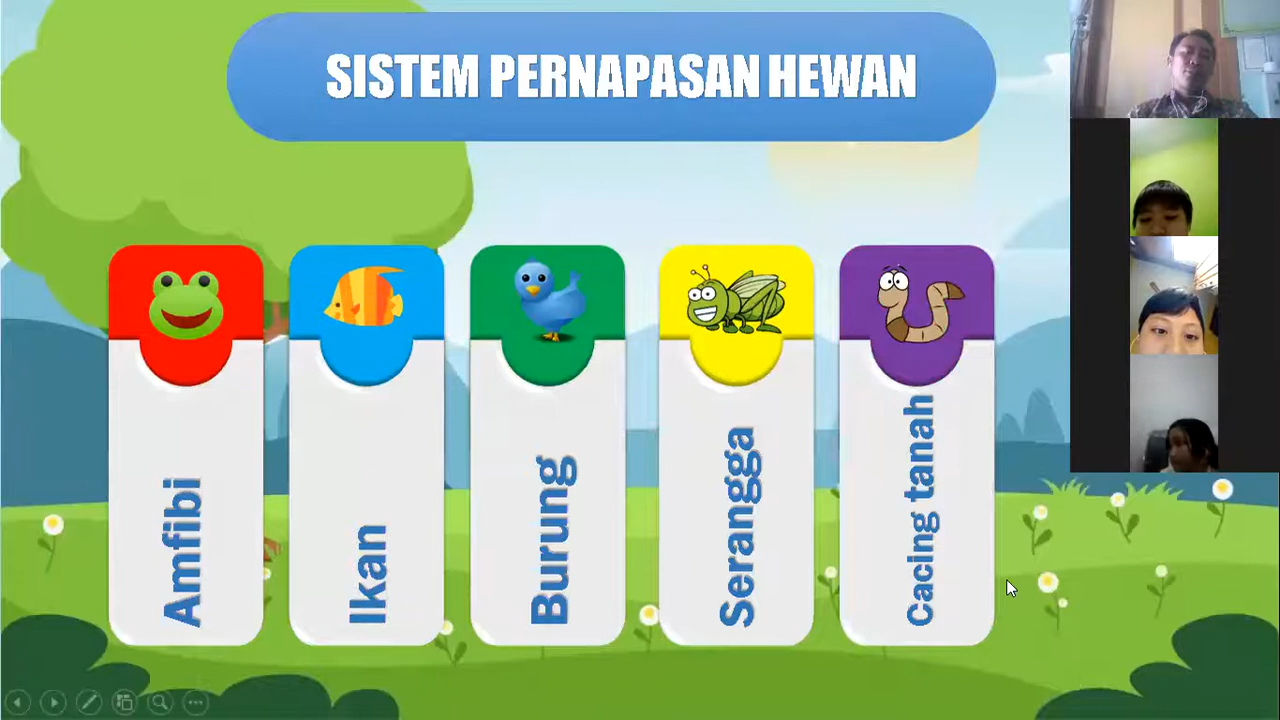 SISTEM PERNAPASAN HEWAN
Amfibi
Ikan
Burung
Serangga
Cacing tanah